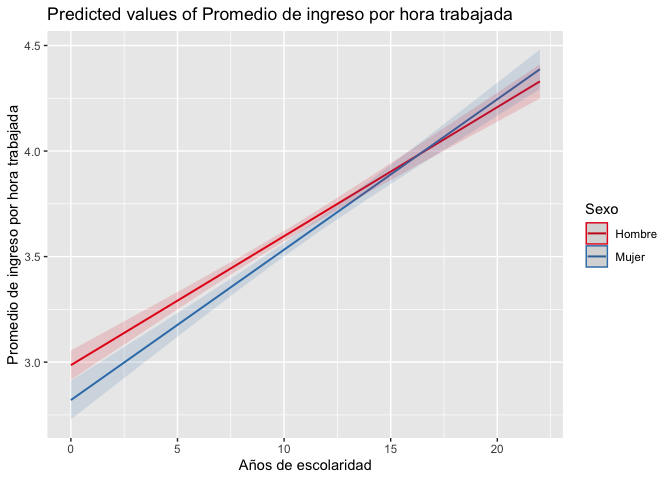 Predicted values of Promedio de ingreso por hora trabajada
Promedio de ingreso por hora trabajada
4.5
4.0
3.5
3.0
0
5
10
15
20
Años de escolaridad
Sexo
Hombre
Mujer